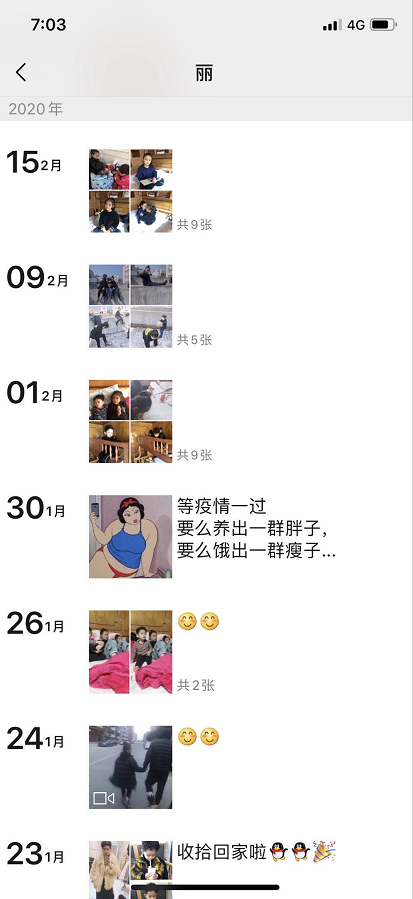 7:03
4G
丽
2020年
15 2月
共9张
09 2月
共5张
01 2月
共9张
30 1月
等疫情一过
要么养出一群胖子，
要么饿出一群瘦子...
26 1月
😊😊
共2张
24 1月
😊😊
23 1月
收拾回家啦🐧🐧🎉